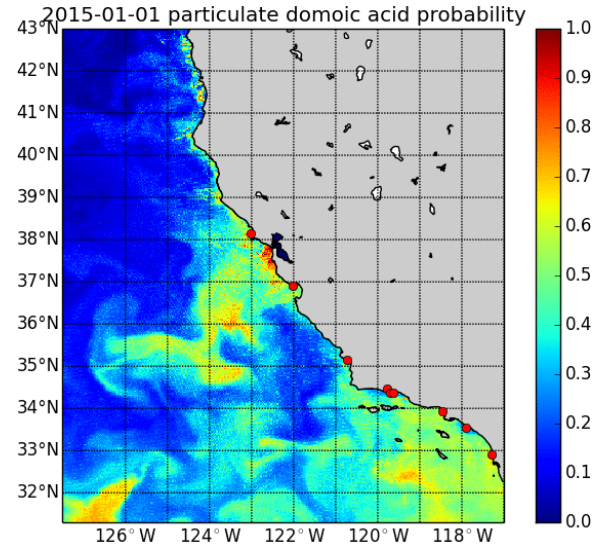 2015-01-01 particulate domoic acid probability
43°N
42°N
41°N
40°N
39°N
38°N
37°N
36°N
35°N
34°N
33°N
32°N
126°W 124°W 122°W 120°W 118°W
1.0
0.9
0.8
0.7
0.6
0.5
0.4
0.3
0.2
0.1
0.0